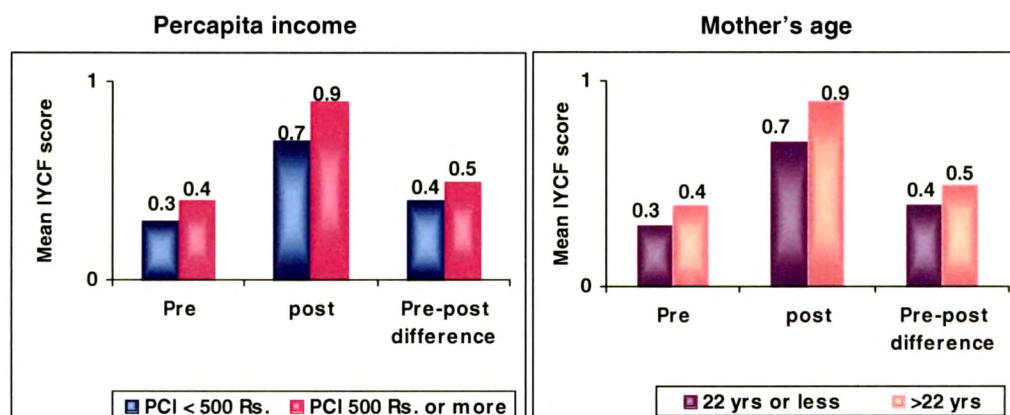 Percapita income
Mean IYCF score
1
0
0.3
0.4
0.7
0.9
0.4
0.5
Pre
post
Pre-post
difference
PCI < 500 Rs.
PCI 500 Rs. or more
Mother's age
Mean IYCF score
1
0
0.3
0.4
0.7
0.9
0.4
0.5
Pre
post
Pre-post
difference
22 yrs or less
>22 yrs